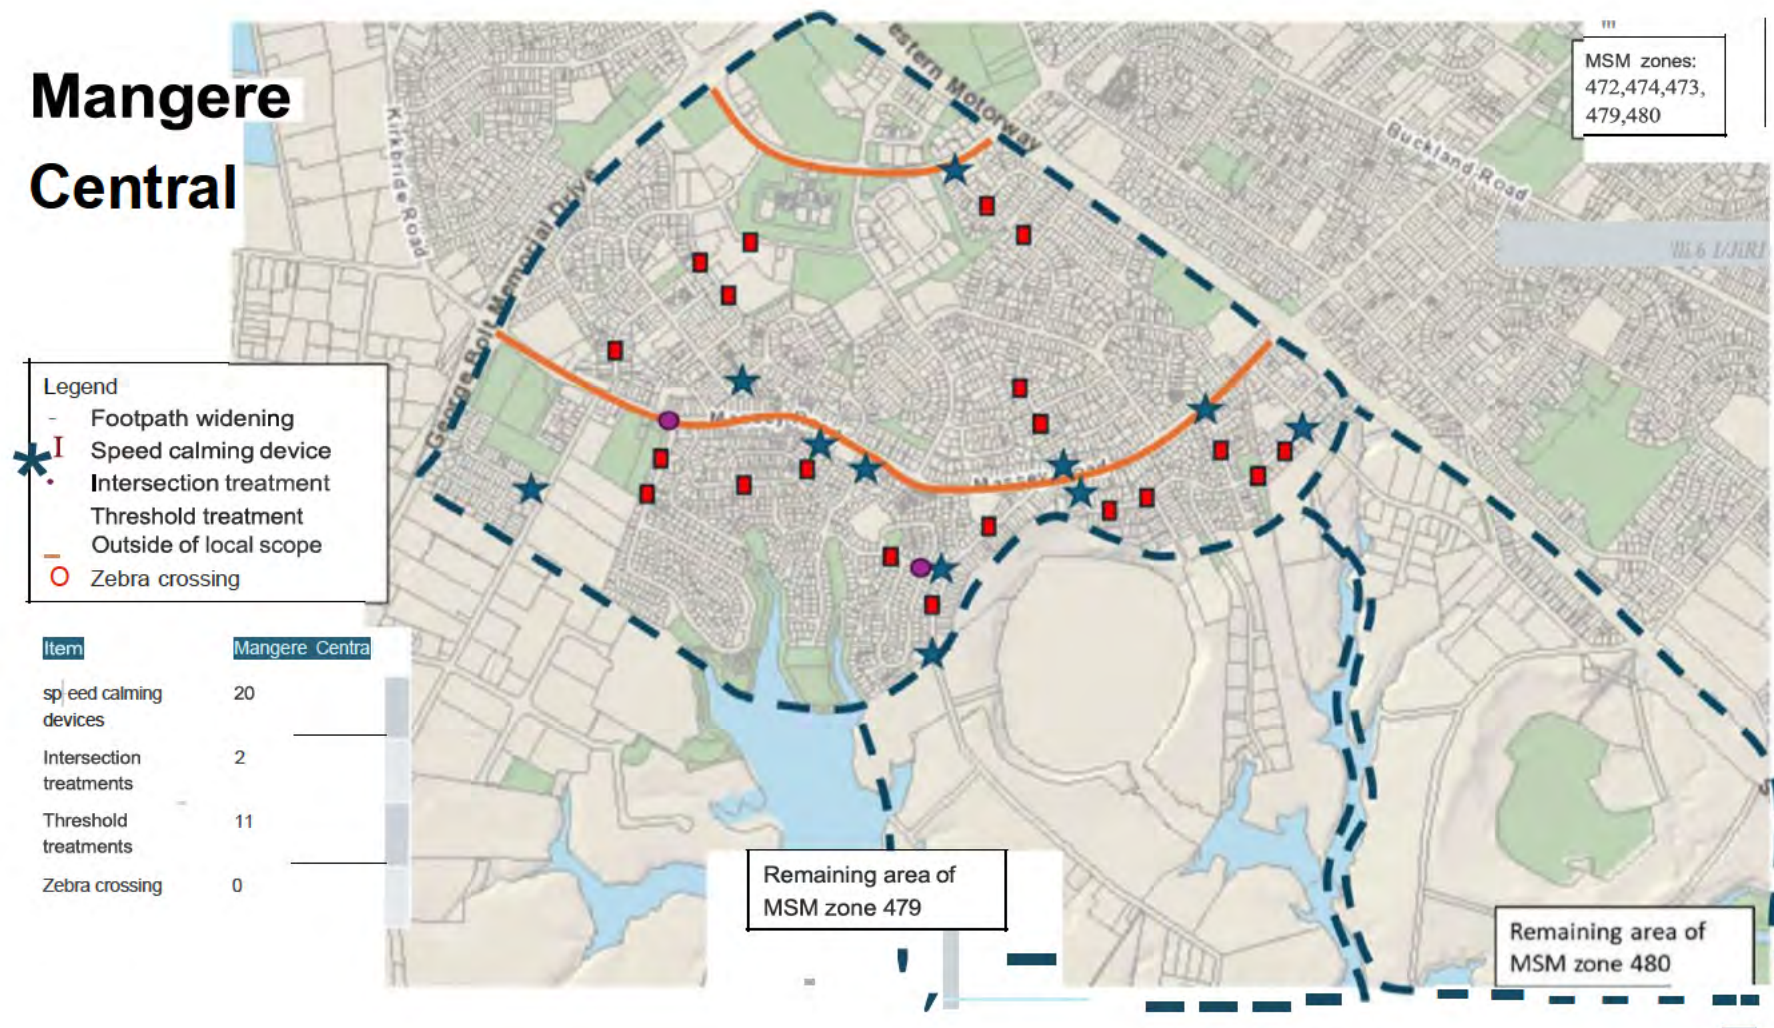 Mangere
Central
MSM zones:
472,474,473,
479,480
estern Motorway
Buckland Road
Kirkbride Road
George Bolt Memorial Drive
Legend
Footpath widening
Speed calming device
Intersection treatment
Threshold treatment
Outside of local scope
Zebra crossing
Item
Mangere Centra
sp eed calming
devices
20
Intersection
treatments
2
Threshold
treatments
11
Zebra crossing
0
Remaining area of
MSM zone 479
Remaining area of
MSM zone 480